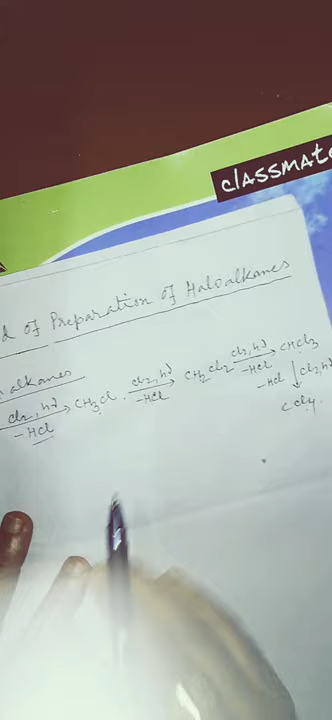 classmate
d of Preparation of Haloalkanes
alkanes
Cl2, hν → CH3Cl Cl2, hν → CH2Cl2 Cl2, hν → CHCl3
-HCl -HCl -HCl -HCl ↓ Cl2, hν
CCl4